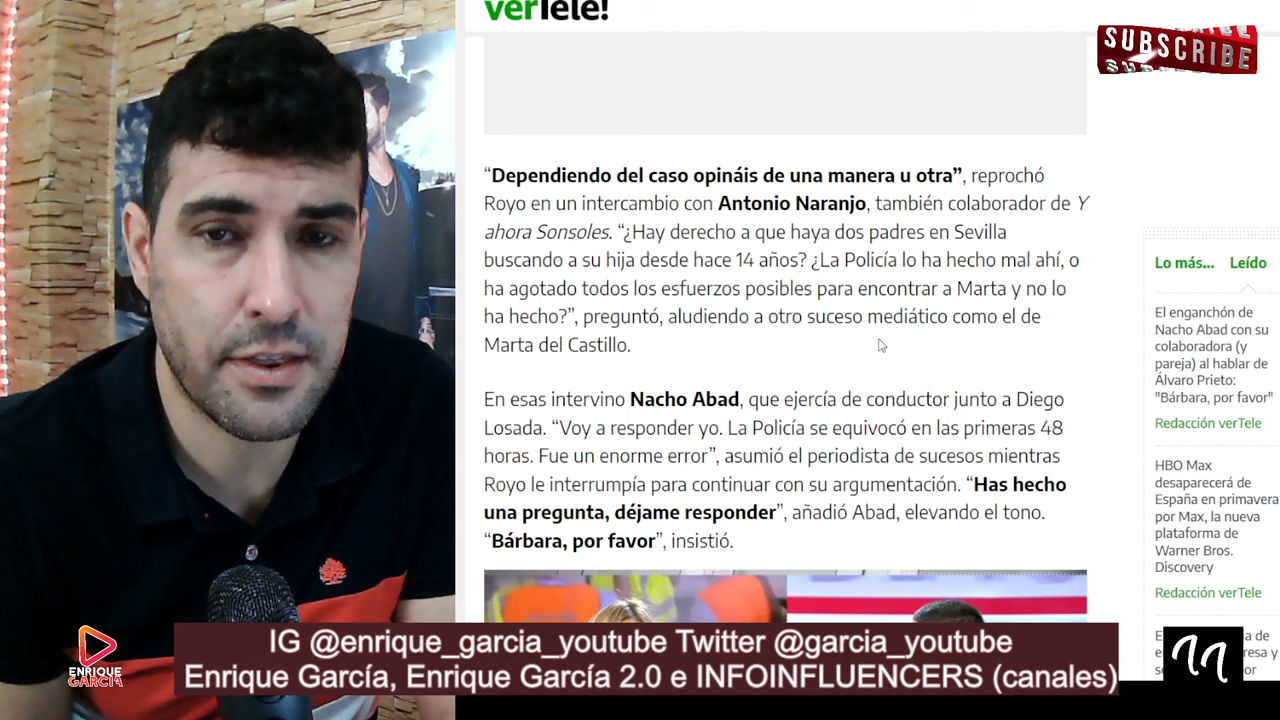 verTele!
SUBSCRIBE
“Dependiendo del caso opináis de una manera u otra”, reprochó
Royo en un intercambio con Antonio Naranjo, también colaborador de Y
ahora Sonsoles. “¿Hay derecho a que haya dos padres en Sevilla
buscando a su hija desde hace 14 años? ¿La Policía lo ha hecho mal ahí, o
ha agotado todos los esfuerzos posibles para encontrar a Marta y no lo
ha hecho?”, preguntó, aludiendo a otro suceso mediático como el de
Marta del Castillo.
En esas intervino Nacho Abad, que ejercía de conductor junto a Diego
Losada. “Voy a responder yo. La Policía se equivocó en las primeras 48
horas. Fue un enorme error”, asumió el periodista de sucesos mientras
Royo le interrumpía para continuar con su argumentación. “Has hecho
una pregunta, déjame responder”, añadió Abad, elevando el tono.
“Bárbara, por favor”, insistió.
Lo más... Leído
El enganchón de
Nacho Abad con su
colaboradora (y
pareja) al hablar de
Álvaro Prieto:
"Bárbara, por favor"
Redacción verTele
HBO Max
desaparecerá de
España en primavera
por Max, la nueva
plataforma de
Warner Bros.
Discovery
Redacción verTele
ENRIQUE
GARCÍA
IG @enrique_garcia_youtube Twitter @garcia_youtube
Enrique García, Enrique García 2.0 e INFOINFLUENCERS (canales)